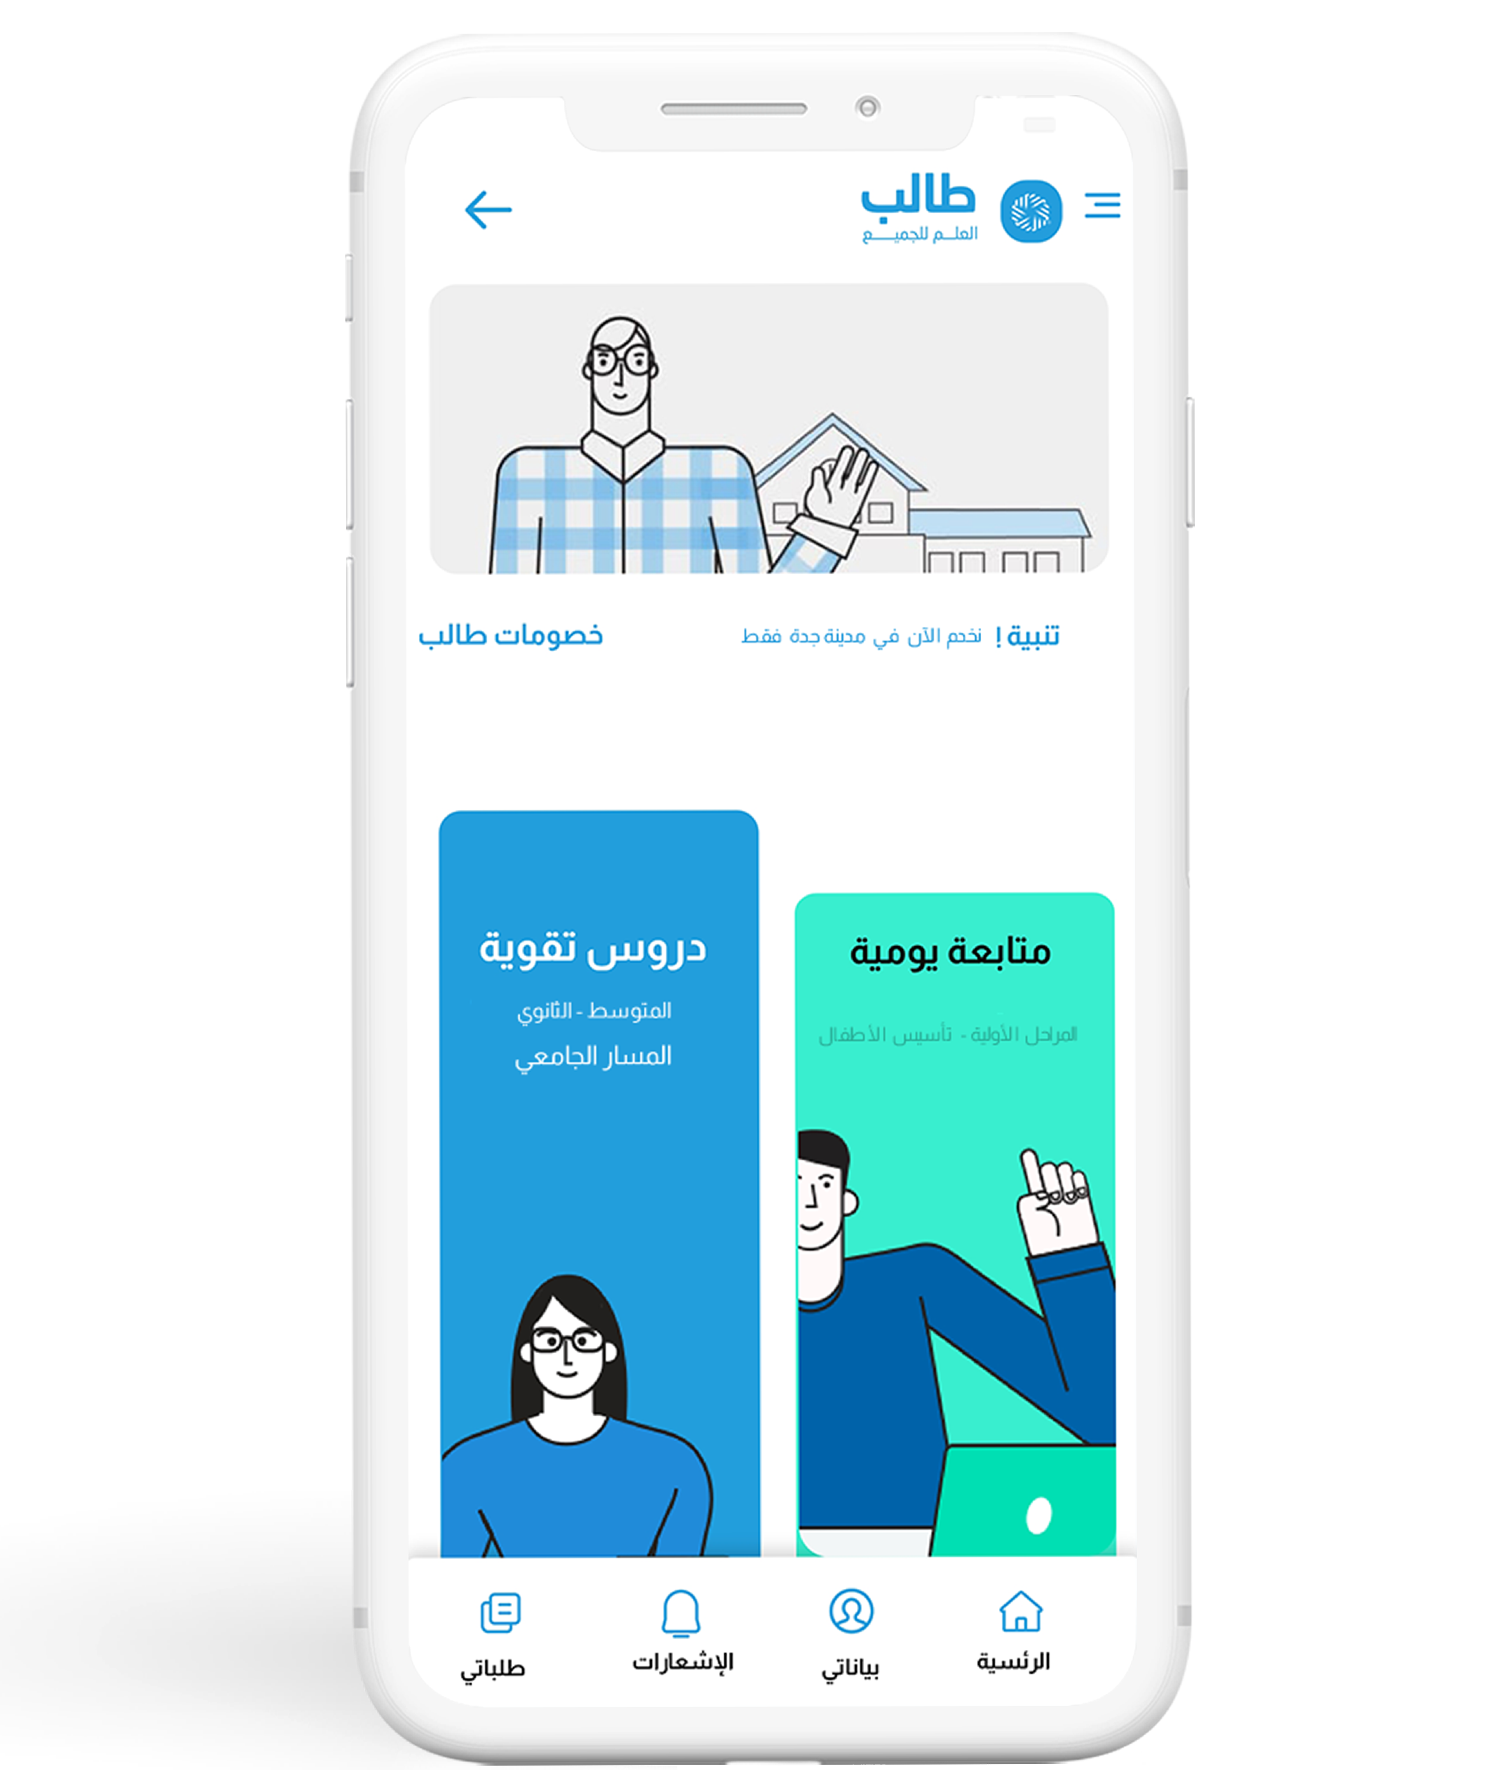 طالب
العلم للجميع
تنبية ! نخدم الآن في مدينة جدة فقط
خصومات طالب
متابعة يومية
المراحل الأولية - تأسيس الأطفال
دروس تقوية
المتوسط - الثانوي
المسار الجامعي
الرئسية
بياناتي
الإشعارات
طلباتي